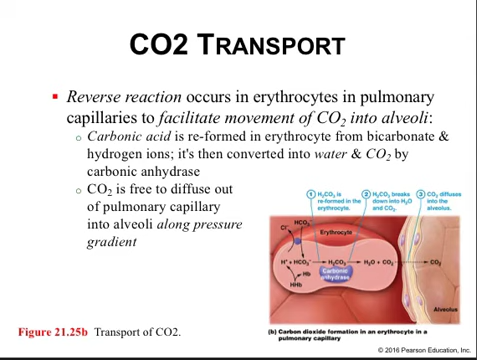 CO2 TRANSPORT
▪ Reverse reaction occurs in erythrocytes in pulmonary
capillaries to facilitate movement of CO₂ into alveoli:
o Carbonic acid is re-formed in erythrocyte from bicarbonate &
hydrogen ions; it's then converted into water & CO₂ by
carbonic anhydrase
o CO₂ is free to diffuse out
of pulmonary capillary
into alveoli along pressure
gradient
1 H₂CO₃ is
re-formed in the
erythrocyte.
2 H₂CO₃ breaks
down into H₂O
and CO₂.
3 CO₂ diffuses
into the
alveolus.
HCO₃⁻
Cl⁻
Erythrocyte
H⁺ + HCO₃⁻ → H₂CO₃ → H₂O + CO₂ → CO₂
Carbonic
anhydrase
Hb
HHb
Alveolus
(b) Carbon dioxide formation in an erythrocyte in a
pulmonary capillary
Figure 21.25b Transport of CO2.
© 2016 Pearson Education, Inc.